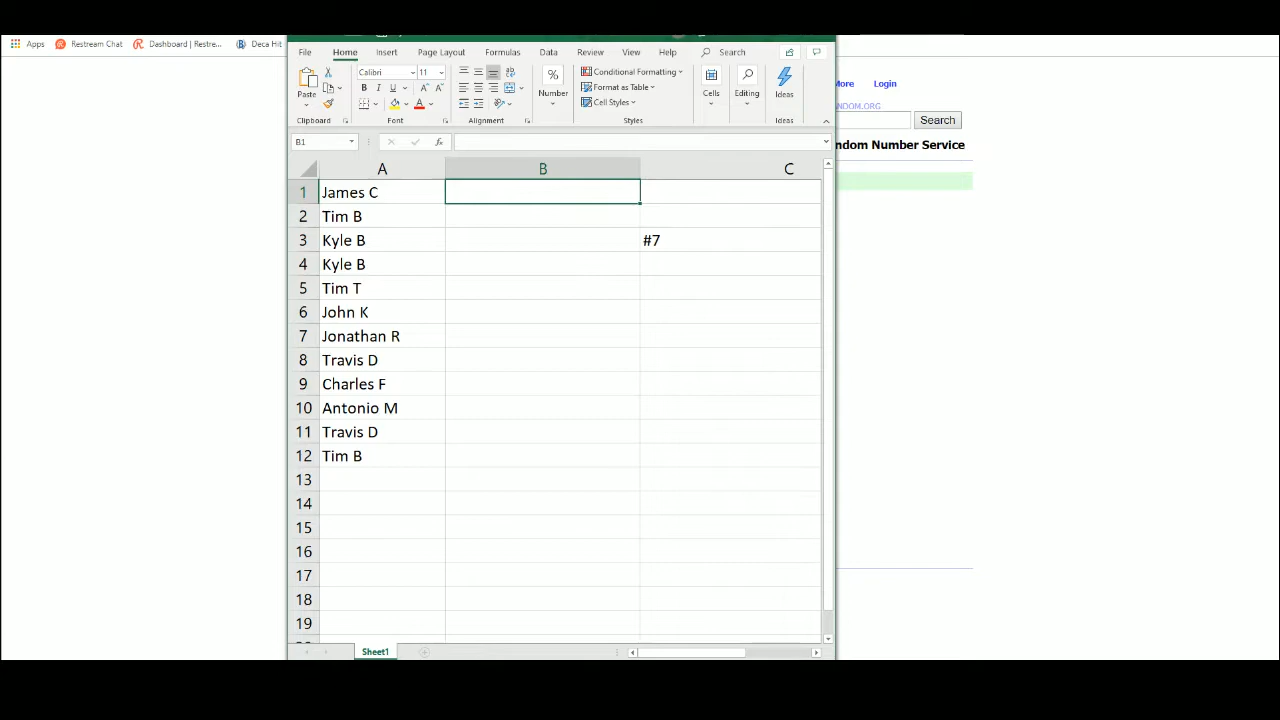 Apps Restream Chat Dashboard | Restre... Deca Hit
File Home Insert Page Layout Formulas Data Review View Help Search
More Login
NDOM.ORG
Search
ndom Number Service
Calibri 11
Paste B I U A A Number Conditional Formatting Format as Table Cell Styles Cells Editing Ideas
Clipboard Font Alignment Styles Ideas
B1 fx
A B C
1 James C
2 Tim B
3 Kyle B #7
4 Kyle B
5 Tim T
6 John K
7 Jonathan R
8 Travis D
9 Charles F
10 Antonio M
11 Travis D
12 Tim B
13
14
15
16
17
18
19
Sheet1